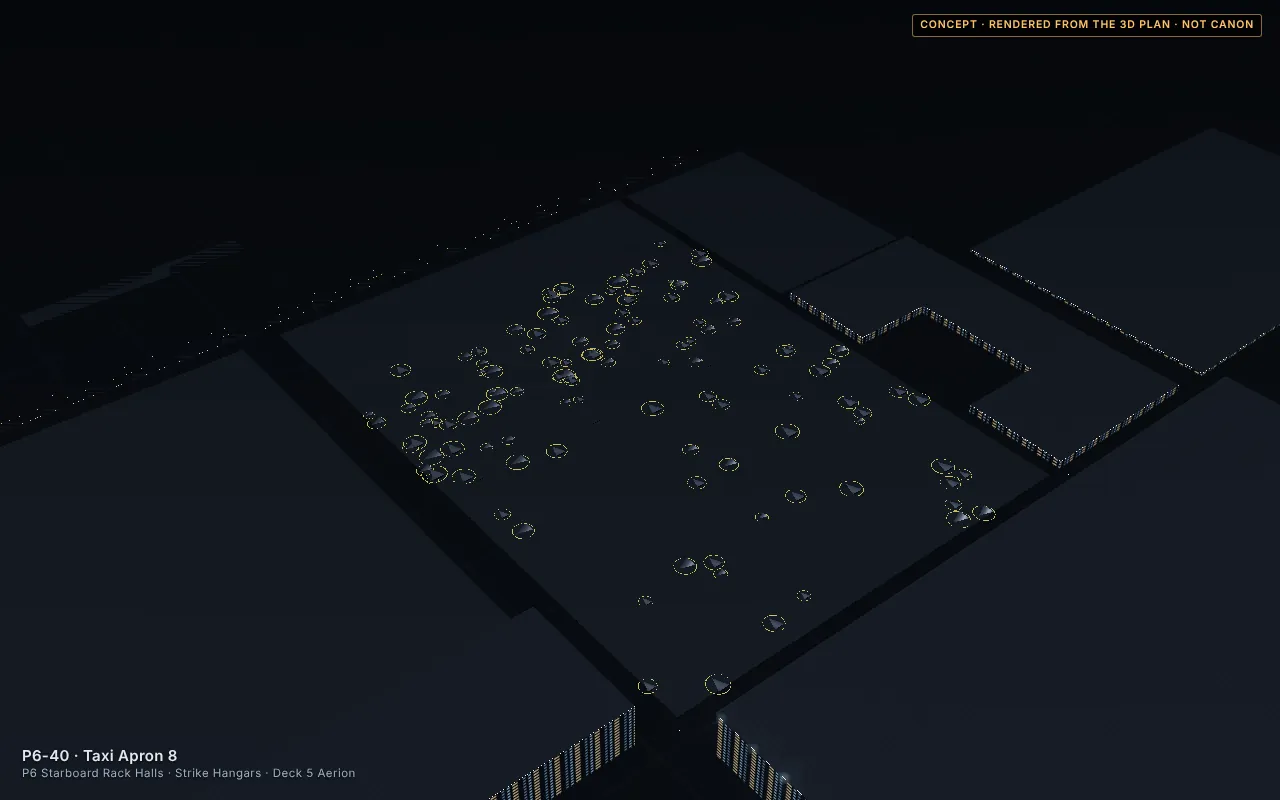 CONCEPT · RENDERED FROM THE 3D PLAN · NOT CANON
P6-40 · Taxi Apron 8
P6 Starboard Rack Halls · Strike Hangars · Deck 5 Aerion